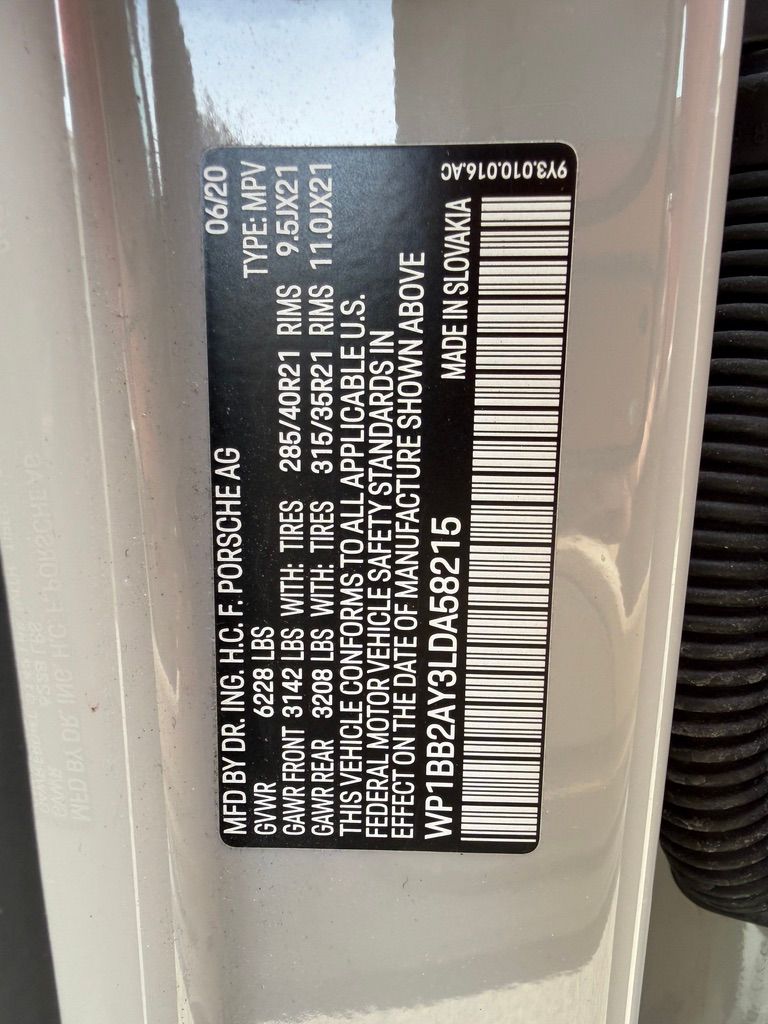 MFD BY DR. ING. H.C. F. PORSCHE AG 06/20
GVWR 6228 LBS TYPE: MPV
GAWR FRONT 3142 LBS WITH: TIRES 285/40R21 RIMS 9.5JX21
GAWR REAR 3208 LBS WITH: TIRES 315/35R21 RIMS 11.0JX21
THIS VEHICLE CONFORMS TO ALL APPLICABLE U.S.
FEDERAL MOTOR VEHICLE SAFETY STANDARDS IN
EFFECT ON THE DATE OF MANUFACTURE SHOWN ABOVE
WP1BB2AY3LDA58215 MADE IN SLOVAKIA
9Y3.010.016.AC